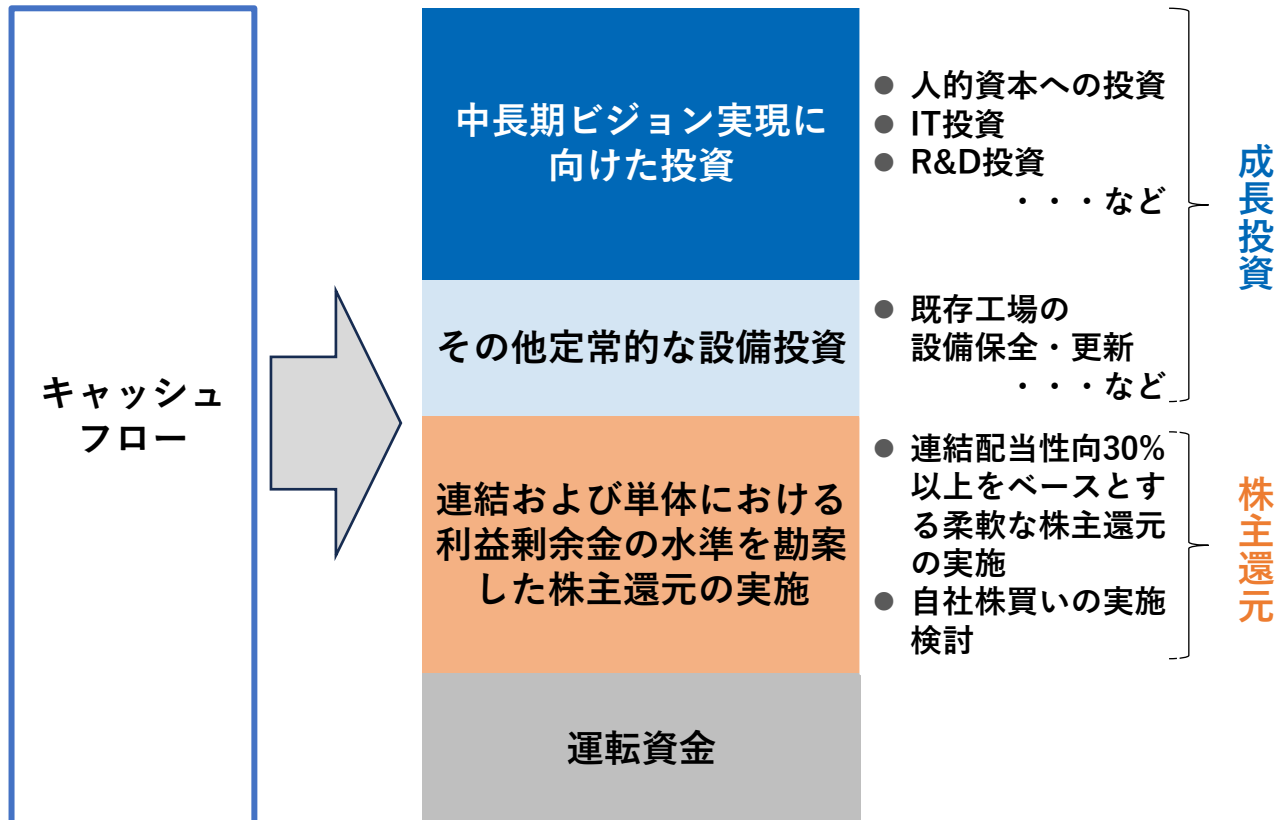 キャッシュ
フロー
中長期ビジョン実現に
向けた投資
● 人的資本への投資
● IT投資
● R&D投資
・・・など
その他定常的な設備投資
● 既存工場の
設備保全・更新
・・・など
成長投資
連結および単体における
利益剰余金の水準を勘案
した株主還元の実施
● 連結配当性向30%
以上をベースとす
る柔軟な株主還元
の実施
● 自社株買いの実施
検討
株主還元
運転資金